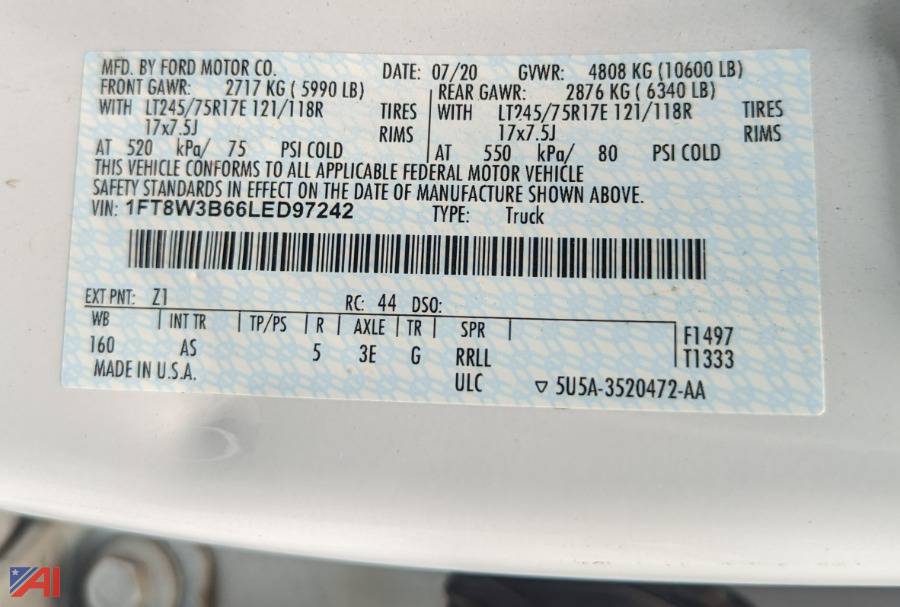 MFD. BY FORD MOTOR CO. DATE: 07/20 GVWR: 4808 KG (10600 LB)
FRONT GAWR: 2717 KG ( 5990 LB) REAR GAWR: 2876 KG ( 6340 LB)
WITH LT245/75R17E 121/118R TIRES WITH LT245/75R17E 121/118R TIRES
17x7.5J RIMS 17x7.5J RIMS
AT 520 kPa/ 75 PSI COLD AT 550 kPa/ 80 PSI COLD
THIS VEHICLE CONFORMS TO ALL APPLICABLE FEDERAL MOTOR VEHICLE
SAFETY STANDARDS IN EFFECT ON THE DATE OF MANUFACTURE SHOWN ABOVE.
VIN: 1FT8W3B66LED97242 TYPE: Truck
EXT PNT: Z1 RC: 44 DSO:
WB INT TR TP/PS R AXLE TR SPR F1497
160 AS 5 3E G RRLL T1333
MADE IN U.S.A. ULC 5U5A-3520472-AA
AI